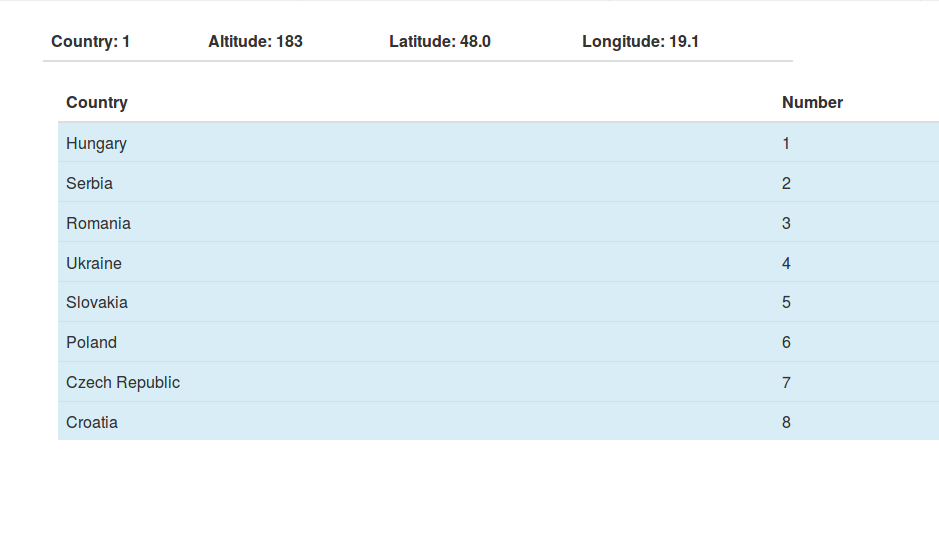 Country: 1 Altitude: 183 Latitude: 48.0 Longitude: 19.1
Country Number
Hungary 1
Serbia 2
Romania 3
Ukraine 4
Slovakia 5
Poland 6
Czech Republic 7
Croatia 8